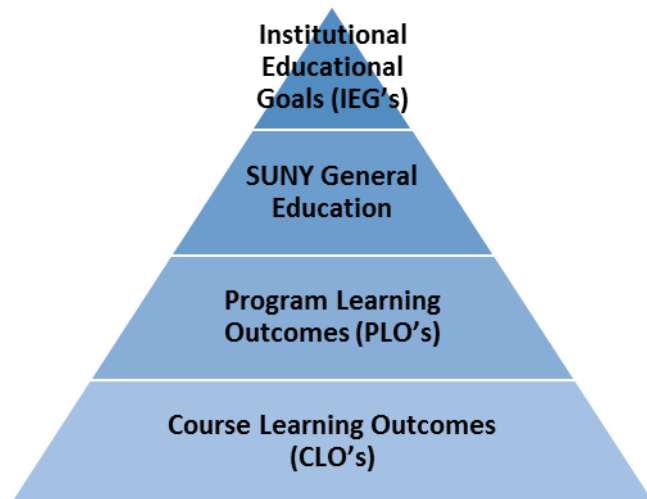 Institutional
Educational
Goals (IEG’s)
SUNY General
Education
Program Learning
Outcomes (PLO’s)
Course Learning Outcomes
(CLO’s)